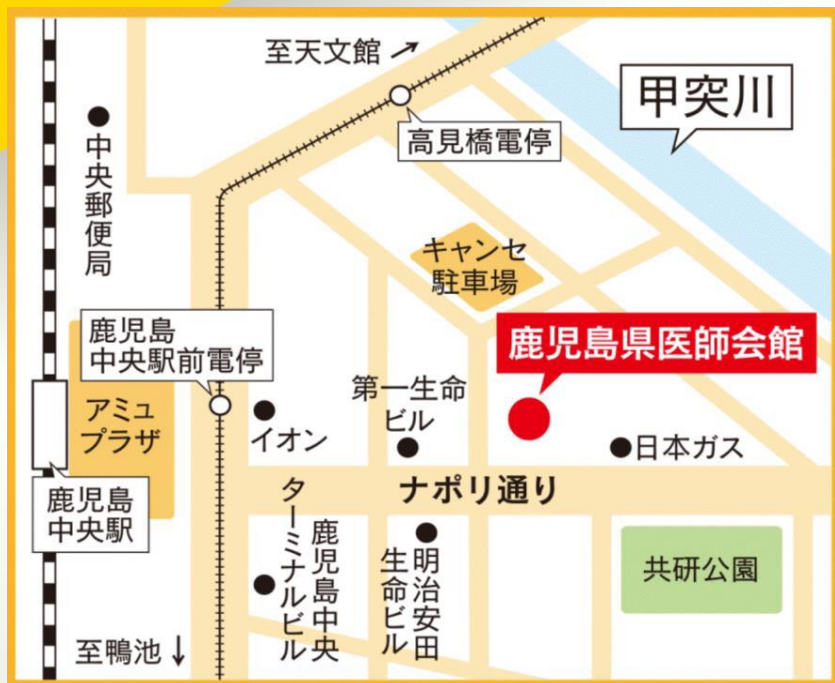 至天文館
甲突川
高見橋電停
中央郵便局
キャンセ
駐車場
鹿児島
中央駅前電停
鹿児島県医師会館
アミュ
プラザ
イオン
第一生命
ビル
日本ガス
ナポリ通り
鹿児島
中央駅
鹿児島中央
ターミナルビル
明治安田
生命ビル
共研公園
至鴨池